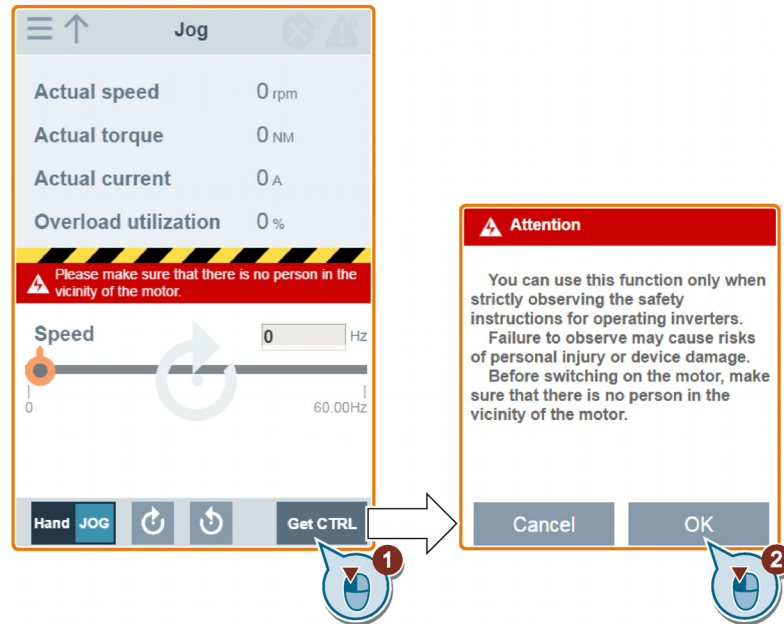 Jog
0
0
Actual speed 0 rpm
Actual torque 0 NM
Actual current 0 A
Overload utilization 0 %
Please make sure that there is no person in the
vicinity of the motor.
Speed 0 Hz
0 60.00Hz
Hand JOG Get CTRL
1
Attention
You can use this function only when
strictly observing the safety
instructions for operating inverters.
Failure to observe may cause risks
of personal injury or device damage.
Before switching on the motor, make
sure that there is no person in the
vicinity of the motor.
Cancel OK
2